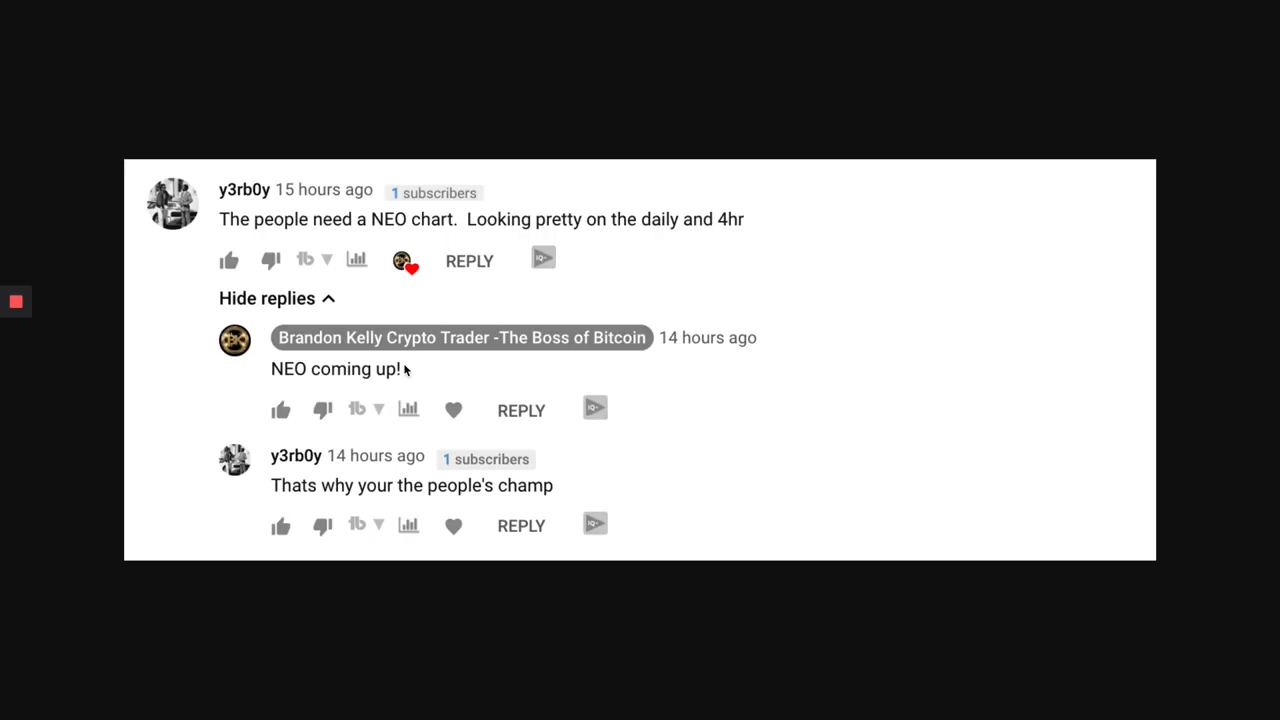 y3rb0y 15 hours ago 1 subscribers
The people need a NEO chart.  Looking pretty on the daily and 4hr
REPLY
Hide replies
Brandon Kelly Crypto Trader -The Boss of Bitcoin 14 hours ago
NEO coming up!
REPLY
y3rb0y 14 hours ago 1 subscribers
Thats why your the people's champ
REPLY